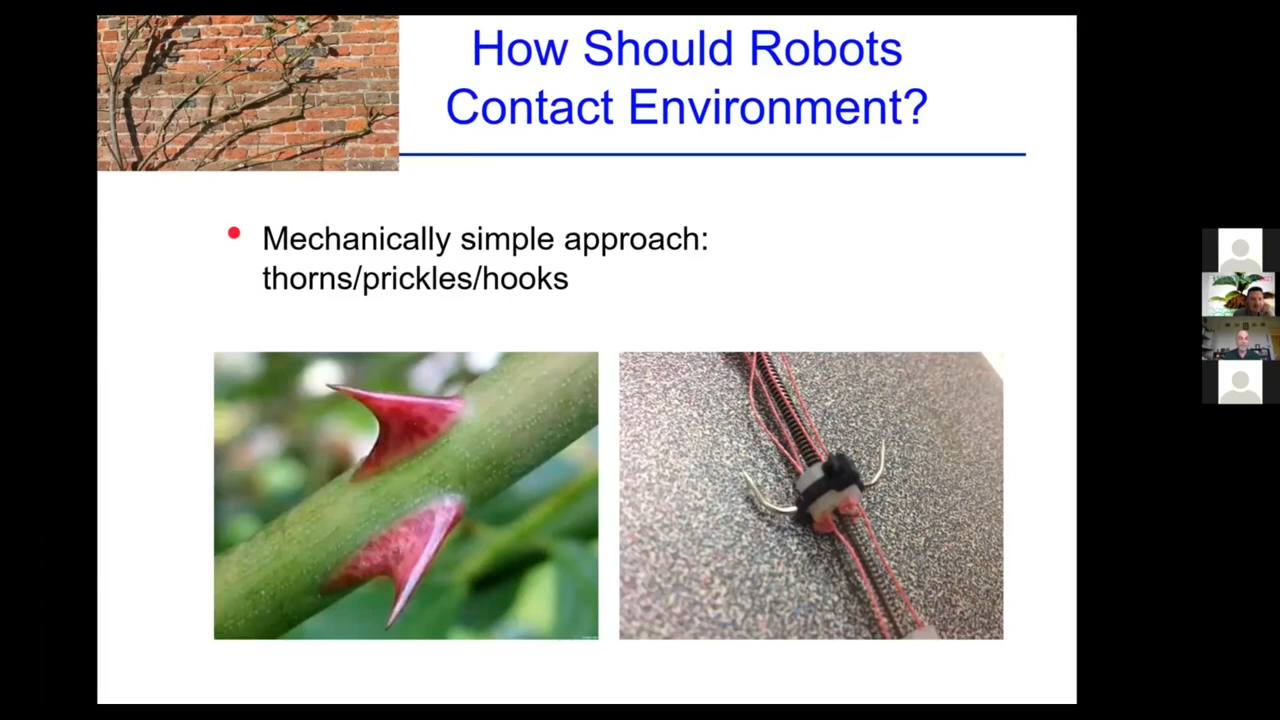 How Should Robots
Contact Environment?
Mechanically simple approach:
thorns/prickles/hooks